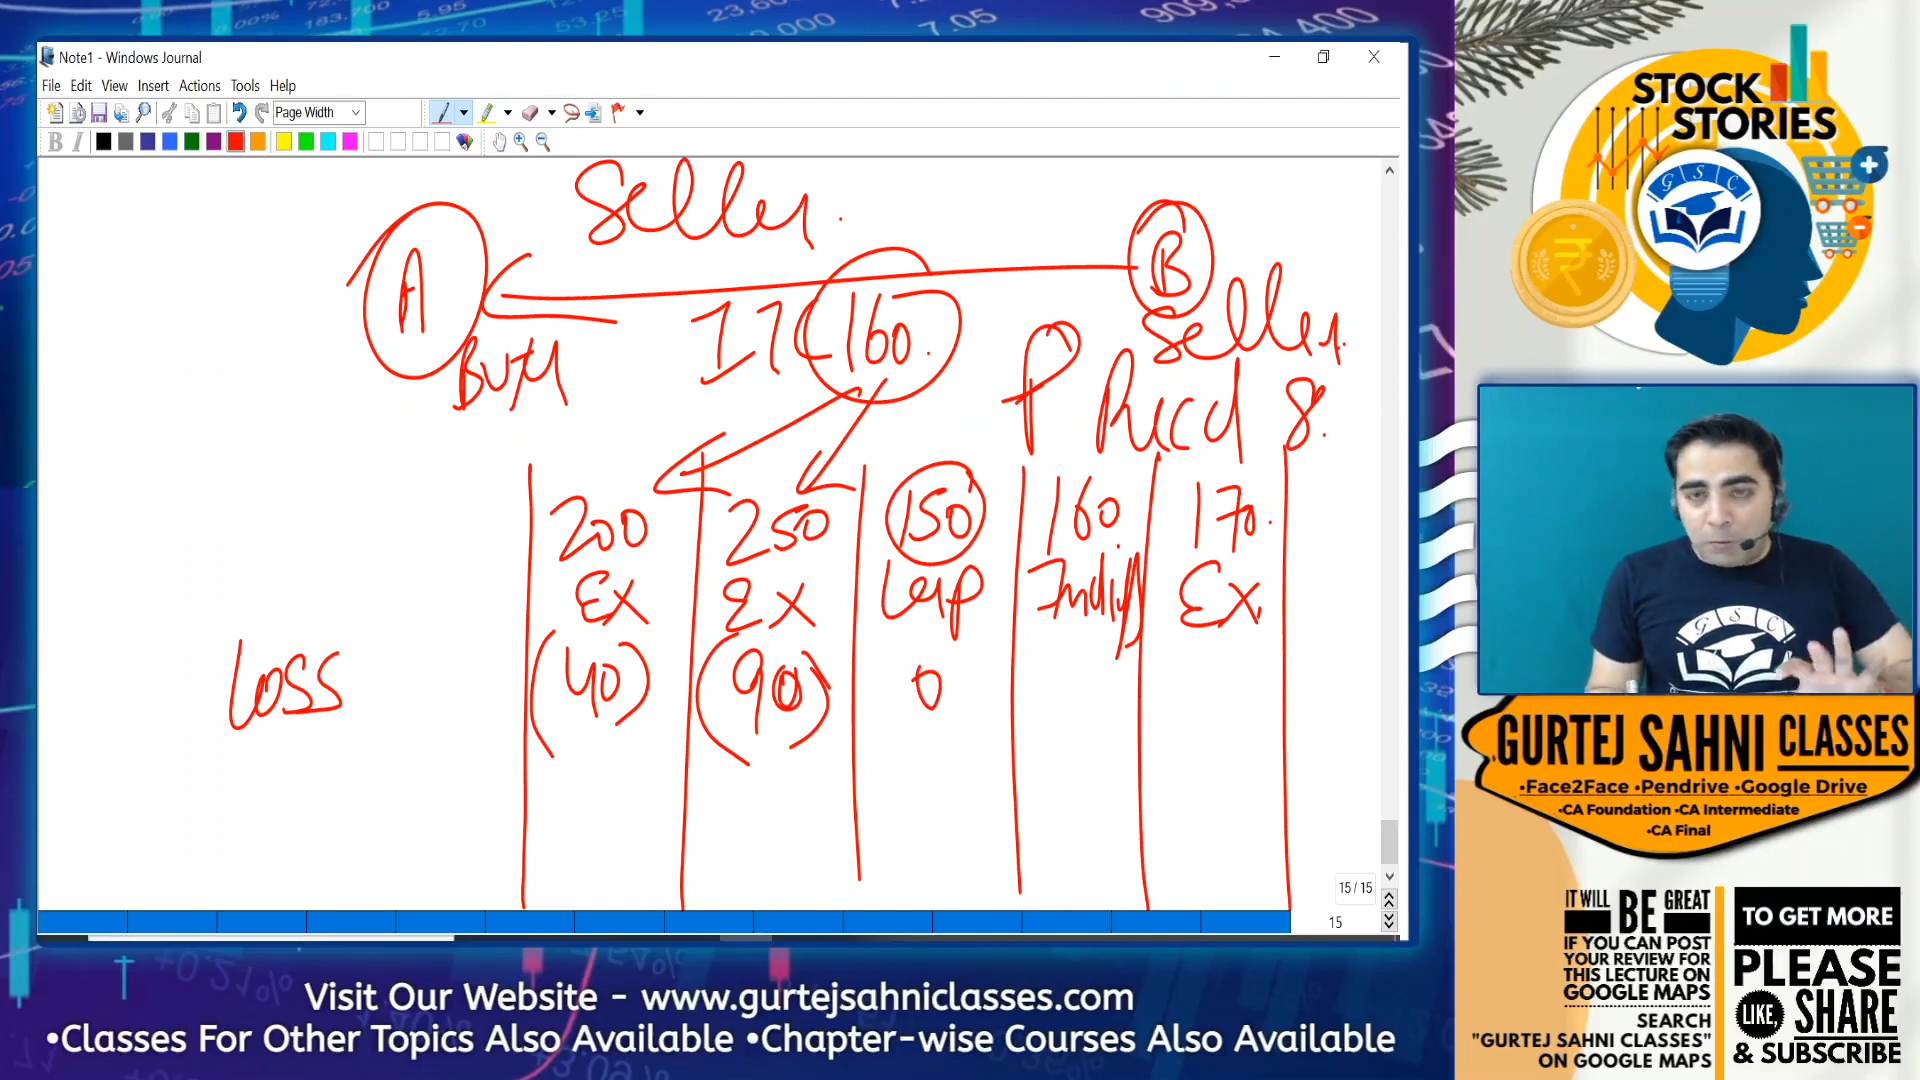 Note1 - Windows Journal
File Edit View Insert Actions Tools Help
Page Width
B I
Seller.
A
B
Seller.
160.
P Recd 8.
200 250 150 160 170.
EX EX Lap Indiff EX.
Loss (40) (90) 0
15 / 15
15
STOCK
STORIES
G S C
G S C
GURTEJ SAHNI CLASSES
•Face2Face •Pendrive •Google Drive
•CA Foundation •CA Intermediate
•CA Final
IT WILL BE GREAT
IF YOU CAN POST
YOUR REVIEW FOR
THIS LECTURE ON
GOOGLE MAPS
SEARCH
"GURTEJ SAHNI CLASSES"
ON GOOGLE MAPS
TO GET MORE
PLEASE
LIKE, SHARE
& SUBSCRIBE
Visit Our Website - www.gurtejsahniclasses.com
•Classes For Other Topics Also Available •Chapter-wise Courses Also Available